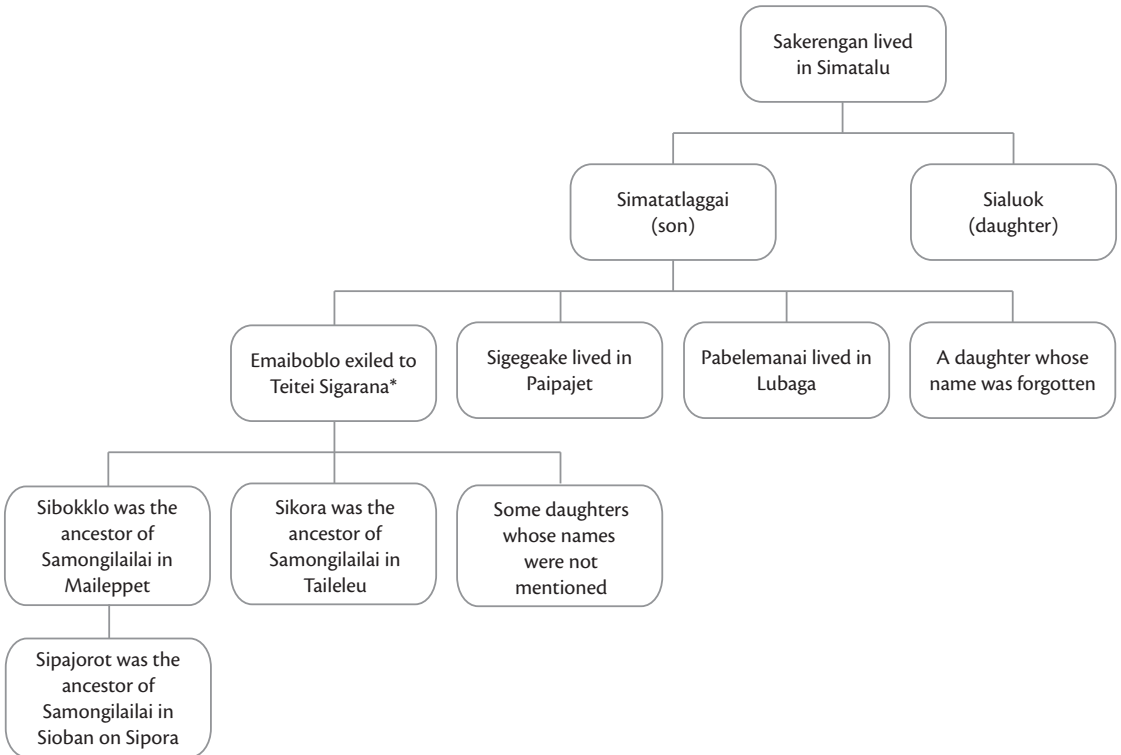 Sakerengan lived
in Simatalu
Simatatlaggai
(son)
Sialuok
(daughter)
Emaiboblo exiled to
Teitei Sigarana*
Sigegeake lived in
Paipajet
Pabelemanai lived in
Lubaga
A daughter whose
name was forgotten
Sibokklo was the
ancestor of
Samongilailai in
Maileppet
Sikora was the
ancestor of
Samongilailai in
Taileleu
Some daughters
whose names
were not
mentioned
Sipajorot was the
ancestor of
Samongilailai in
Sioban on Sipora